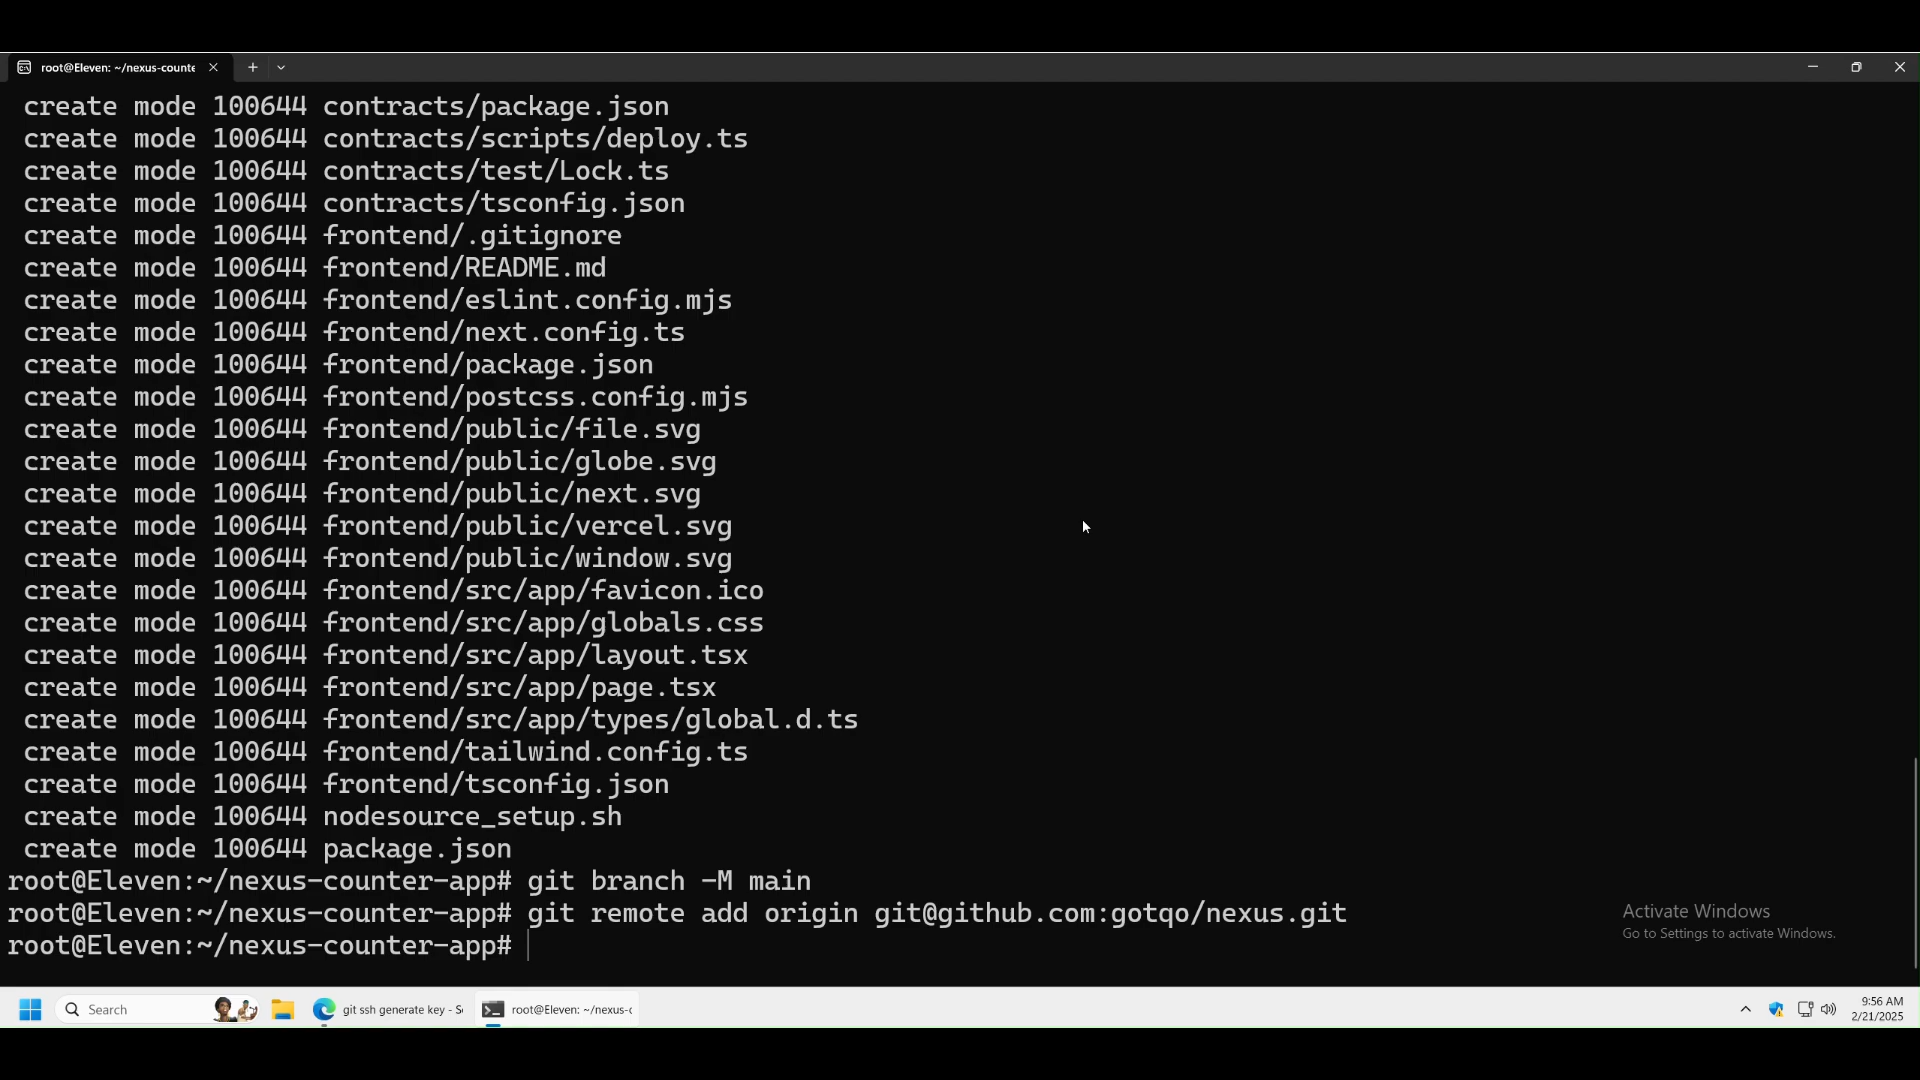 root@Eleven: ~/nexus-counte
create mode 100644 contracts/package.json
create mode 100644 contracts/scripts/deploy.ts
create mode 100644 contracts/test/Lock.ts
create mode 100644 contracts/tsconfig.json
create mode 100644 frontend/.gitignore
create mode 100644 frontend/README.md
create mode 100644 frontend/eslint.config.mjs
create mode 100644 frontend/next.config.ts
create mode 100644 frontend/package.json
create mode 100644 frontend/postcss.config.mjs
create mode 100644 frontend/public/file.svg
create mode 100644 frontend/public/globe.svg
create mode 100644 frontend/public/next.svg
create mode 100644 frontend/public/vercel.svg
create mode 100644 frontend/public/window.svg
create mode 100644 frontend/src/app/favicon.ico
create mode 100644 frontend/src/app/globals.css
create mode 100644 frontend/src/app/layout.tsx
create mode 100644 frontend/src/app/page.tsx
create mode 100644 frontend/src/app/types/global.d.ts
create mode 100644 frontend/tailwind.config.ts
create mode 100644 frontend/tsconfig.json
create mode 100644 nodesource_setup.sh
create mode 100644 package.json
root@Eleven:~/nexus-counter-app# git branch -M main
root@Eleven:~/nexus-counter-app# git remote add origin git@github.com:gotqo/nexus.git
root@Eleven:~/nexus-counter-app#
Activate Windows
Go to Settings to activate Windows.
Search
git ssh generate key - S
root@Eleven: ~/nexus-c
9:56 AM
2/21/2025